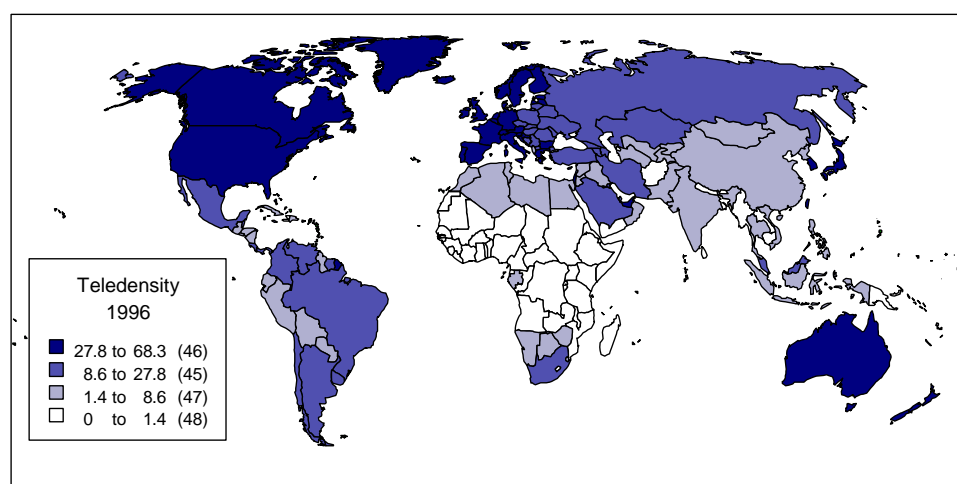 Teledensity
1996
27.8 to 68.3 (46)
8.6 to 27.8 (45)
1.4 to 8.6 (47)
0 to 1.4 (48)